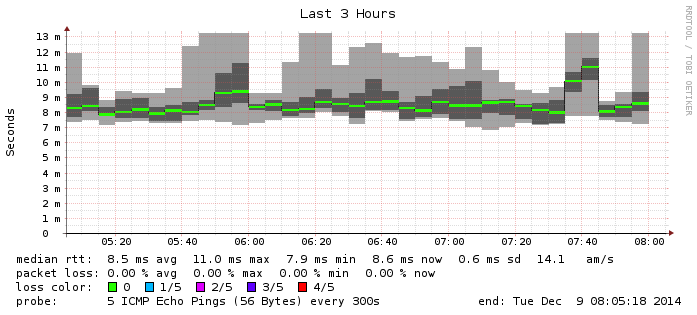 Last 3 Hours
RRDTOOL / TOBI OETIKER
Seconds
13 m
12 m
11 m
10 m
9 m
8 m
7 m
6 m
5 m
4 m
3 m
2 m
1 m
0
05:20 05:40 06:00 06:20 06:40 07:00 07:20 07:40 08:00
median rtt: 8.5 ms avg 11.0 ms max 7.9 ms min 8.6 ms now 0.6 ms sd 14.1 am/s
packet loss: 0.00 % avg 0.00 % max 0.00 % min 0.00 % now
loss color: 0 1/5 2/5 3/5 4/5
probe: 5 ICMP Echo Pings (56 Bytes) every 300s end: Tue Dec 9 08:05:18 2014